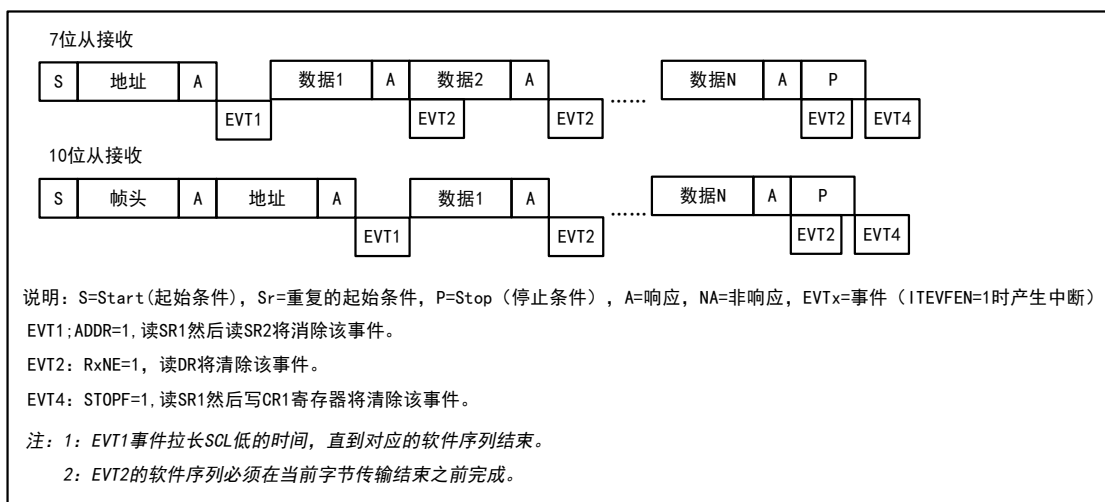 7位从接收
S 地址 A 数据1 A 数据2 A …… 数据N A P
EVT1 EVT2 EVT2 EVT2 EVT4
10位从接收
S 帧头 A 地址 A 数据1 A …… 数据N A P
EVT1 EVT2 EVT2 EVT4
说明：S=Start(起始条件)，Sr=重复的起始条件，P=Stop（停止条件），A=响应，NA=非响应，EVTx=事件（ITEVFEN=1时产生中断）
EVT1;ADDR=1,读SR1然后读SR2将消除该事件。
EVT2：RxNE=1，读DR将清除该事件。
EVT4：STOPF=1,读SR1然后写CR1寄存器将清除该事件。
注：1：EVT1事件拉长SCL低的时间，直到对应的软件序列结束。
2：EVT2的软件序列必须在当前字节传输结束之前完成。